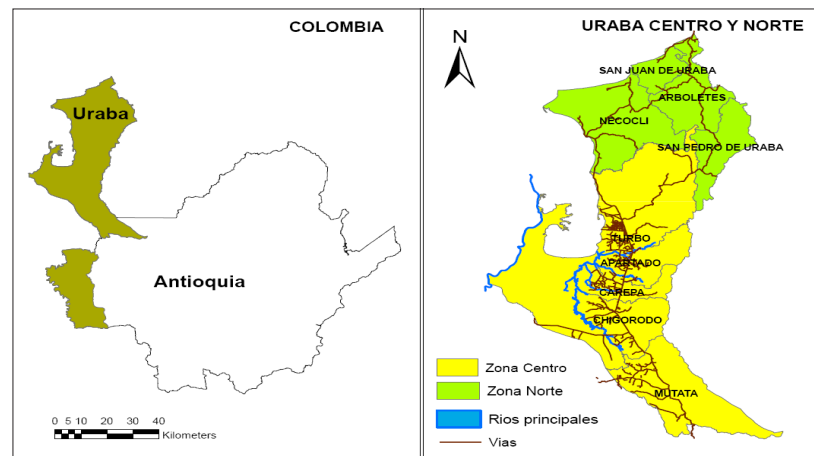 COLOMBIA
Uraba
Antioquia
0 5 10 20 30 40
Kilometers
URABA CENTRO Y NORTE
N
SAN JUAN DE URABA
ARBOLETES
NECOCLI
SAN PEDRO DE URABA
TURBO
APARTADO
CAREPA
CHIGORODO
MUTATA
Zona Centro
Zona Norte
Rios principales
Vias